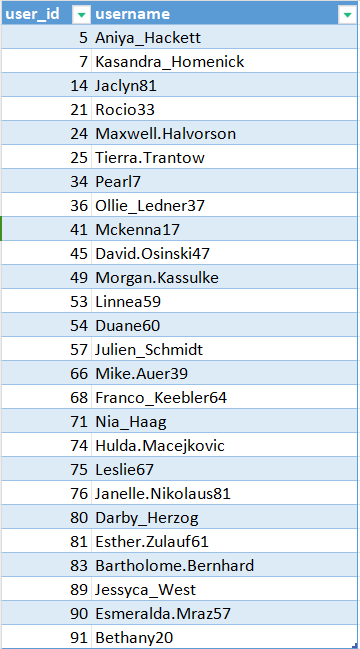 user_id username
5 Aniya_Hackett
7 Kasandra_Homenick
14 Jaclyn81
21 Rocio33
24 Maxwell.Halvorson
25 Tierra.Trantow
34 Pearl7
36 Ollie_Ledner37
41 Mckenna17
45 David.Osinski47
49 Morgan.Kassulke
53 Linnea59
54 Duane60
57 Julien_Schmidt
66 Mike.Auer39
68 Franco_Keebler64
71 Nia_Haag
74 Hulda.Macejkovic
75 Leslie67
76 Janelle.Nikolaus81
80 Darby_Herzog
81 Esther.Zulauf61
83 Bartholome.Bernhard
89 Jessyca_West
90 Esmeralda.Mraz57
91 Bethany20